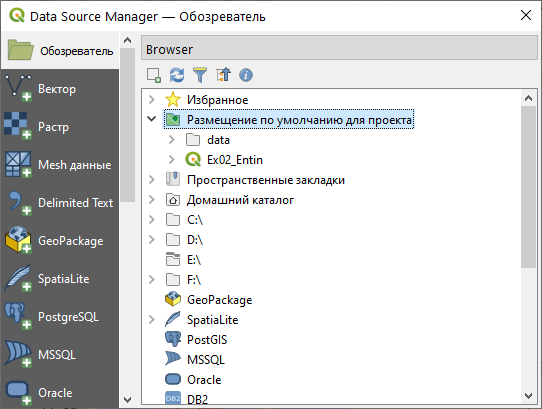 Data Source Manager — Обозреватель
Обозреватель
Вектор
Растр
Mesh данные
Delimited Text
GeoPackage
SpatiaLite
PostgreSQL
MSSQL
Oracle
Browser
Избранное
Размещение по умолчанию для проекта
data
Ex02_Entin
Пространственные закладки
Домашний каталог
C:\
D:\
E:\
F:\
GeoPackage
SpatiaLite
PostGIS
MSSQL
Oracle
DB2 DB2